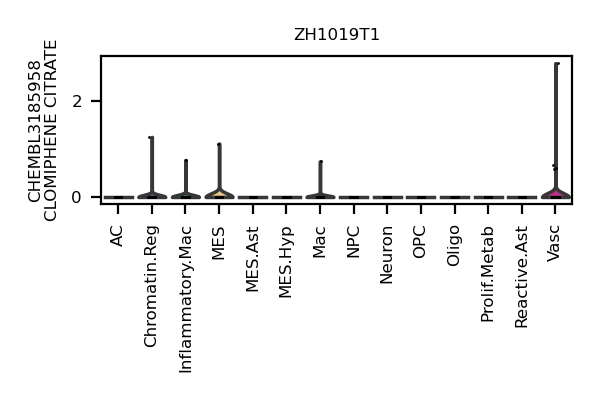 ZH1019T1
CHEMBL3185958
CLOMIPHENE CITRATE
2
0
AC
Chromatin.Reg
Inflammatory.Mac
MES
MES.Ast
MES.Hyp
Mac
NPC
Neuron
OPC
Oligo
Prolif.Metab
Reactive.Ast
Vasc